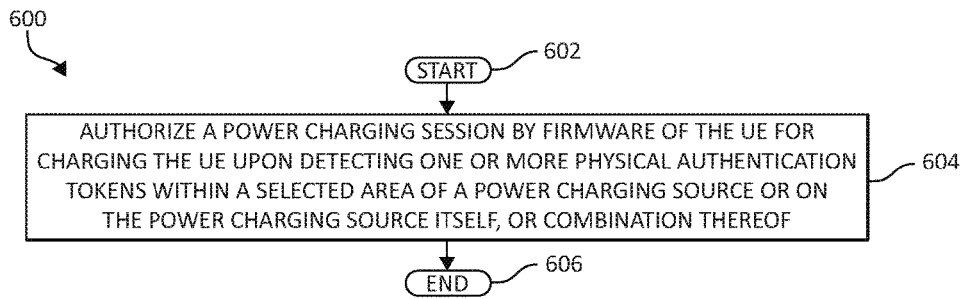 600
602
START
AUTHORIZE A POWER CHARGING SESSION BY FIRMWARE OF THE UE FOR
CHARGING THE UE UPON DETECTING ONE OR MORE PHYSICAL AUTHENTICATION
TOKENS WITHIN A SELECTED AREA OF A POWER CHARGING SOURCE OR ON
THE POWER CHARGING SOURCE ITSELF, OR COMBINATION THEREOF
604
END
606